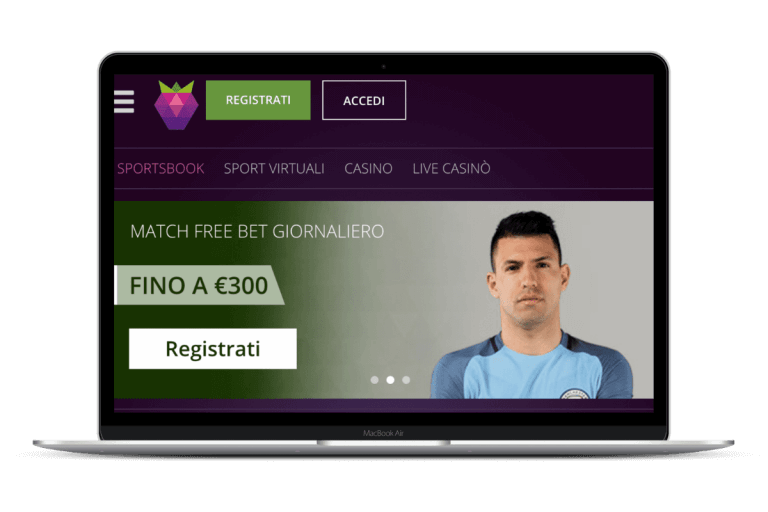 REGISTRATI
ACCEDI
SPORTSBOOK SPORT VIRTUALI CASINO LIVE CASINÒ
MATCH FREE BET GIORNALIERO
FINO A €300
Registrati
MacBook Air